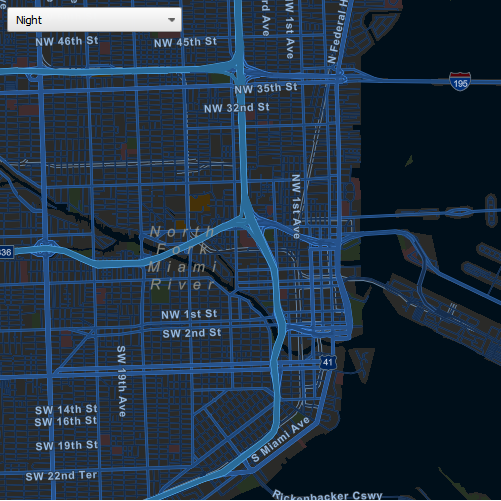 Night
NW 46th St
NW 45th St
3rd Ave
NW 1st Ave
N Federal H
NW 35th St
195
NW 32nd St
NW 1st Ave
North
Fork
Miami
River
836
NW 1st St
SW 2nd St
41
SW 19th Ave
SW 14th St
SW 16th St
SW 19th St
S Miami Ave
SW 22nd Ter
Rickenbacker Cswy